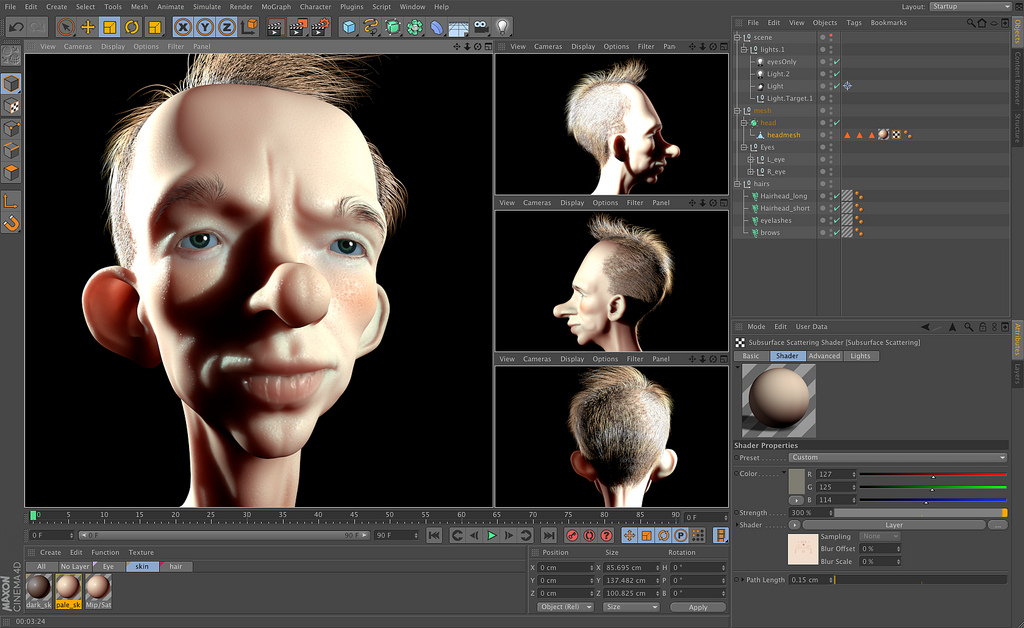 File Edit Select Tools Mesh Animate Simulate Render MoGraph Character Plugins Script Window Help
Layout: Startup
X Y Z
View Cameras Display Options Filter Panel
View Cameras Display Options Filter Pan
View Cameras Display Options Filter Panel
View Cameras Display Options Filter Panel
File Edit View Objects Tags Bookmarks
scene
lights.1
eyesOnly
Light.2
Light
Light.Target.1
mesh
head
headmesh
Eyes
L_eye
R_eye
hairs
Hairhead_long
Hairhead_short
eyelashes
brows
Objects
Content Browser
Structure
Mode Edit User Data
Subsurface Scattering Shader [Subsurface Scattering]
Basic Shader Advanced Lights
Shader Properties
Preset Custom
Color R 127
G 125
B 114
Strength 300 %
Shader Layer ...
Sampling None
Blur Offset 0 %
Blur Scale 0 %
Path Length 0.15 cm
Attributes
Layers
0 5 10 15 20 25 30 35 40 45 50 55 60 65 70 75 80 85 90 0 F
0 F 0 F 90 F 90 F
P
Create Edit Function Texture
All No Layer Eye skin hair
dark_sk pale_sk Mip/Sat
Position Size Rotation
X 0 cm X 85.695 cm H 0 °
Y 0 cm Y 137.482 cm P 0 °
Z 0 cm Z 100.825 cm B 0 °
Object (Rel) Size Apply
MAXON
CINEMA 4D
00:03:24